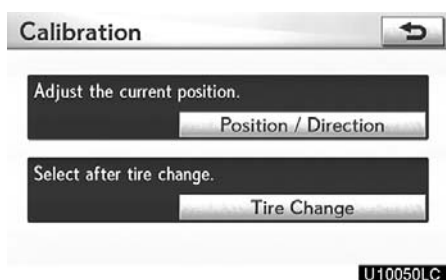 Calibration
Adjust the current position.
Position / Direction
Select after tire change.
Tire Change
U10050LC